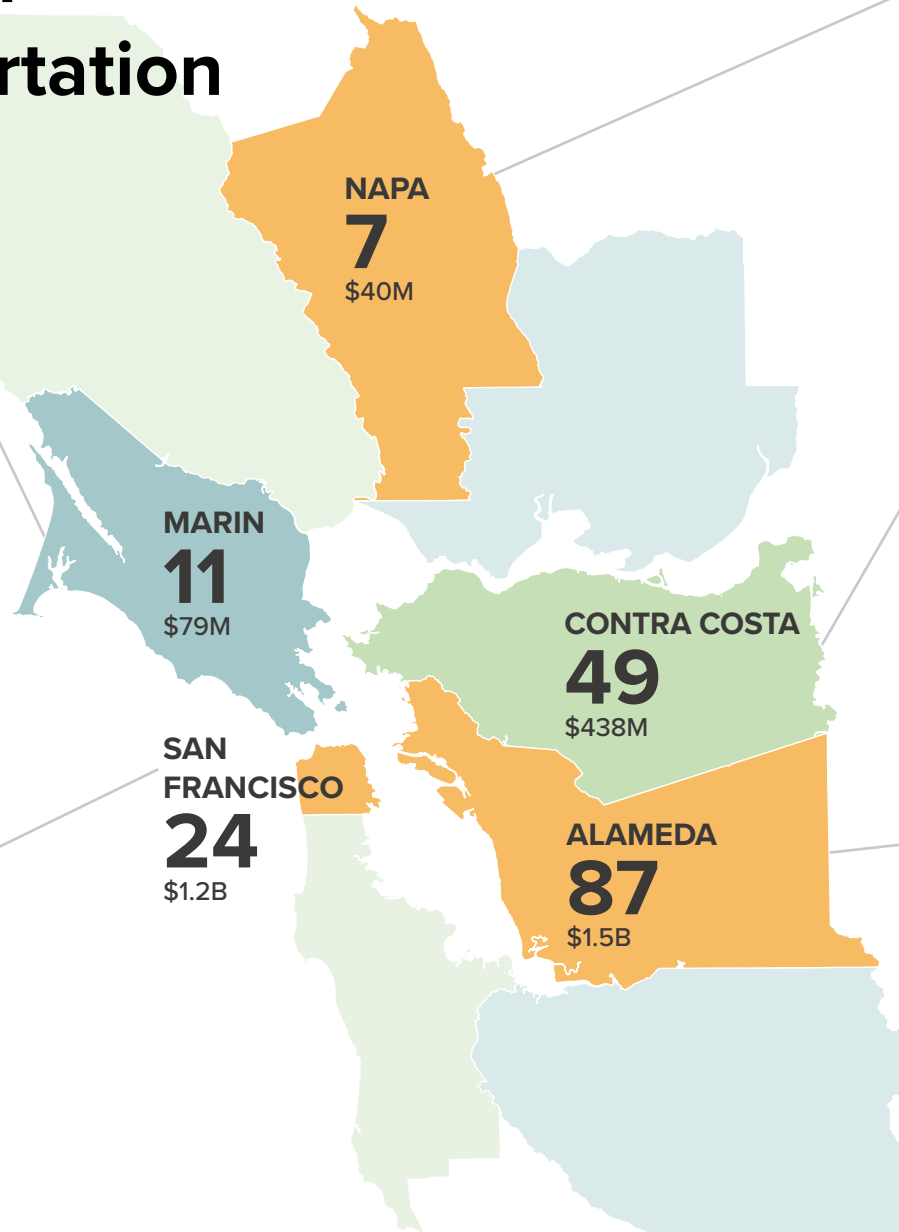 rtation
NAPA
7
$40M
MARIN
11
$79M
CONTRA COSTA
49
$438M
SAN
FRANCISCO
24
$1.2B
ALAMEDA
87
$1.5B